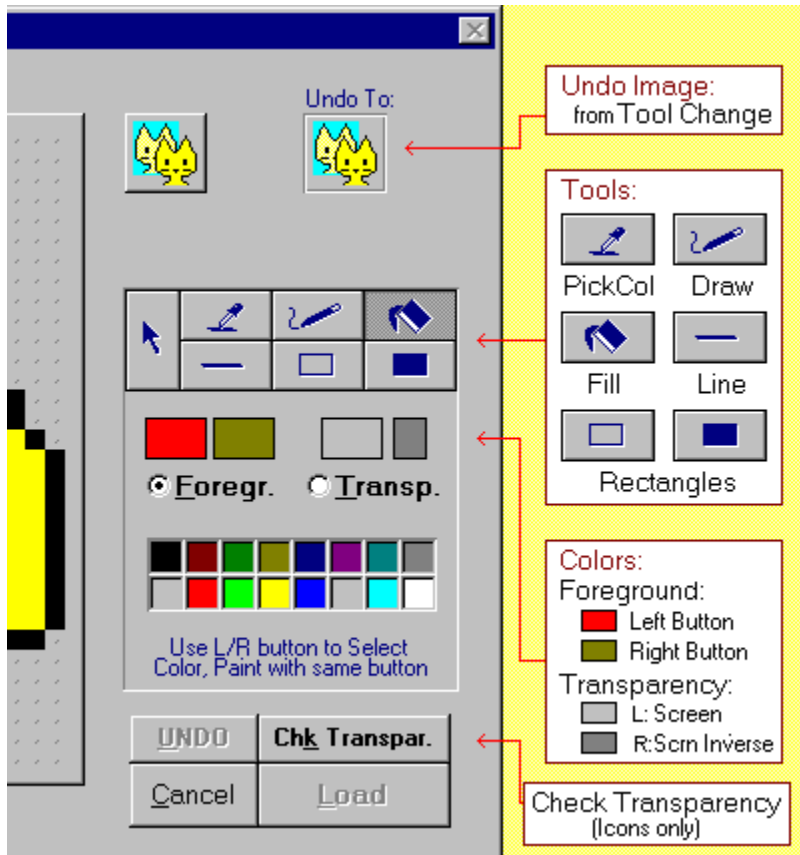 Undo To:
Foregr.
Transp.
Use L/R button to Select
Color, Paint with same button
UNDO
Chk Transpar.
Cancel
Load
Undo Image:
from Tool Change
Tools:
PickCol
Draw
Fill
Line
Rectangles
Colors:
Foreground:
Left Button
Right Button
Transparency:
L: Screen
R:Scrn Inverse
Check Transparency
(Icons only)